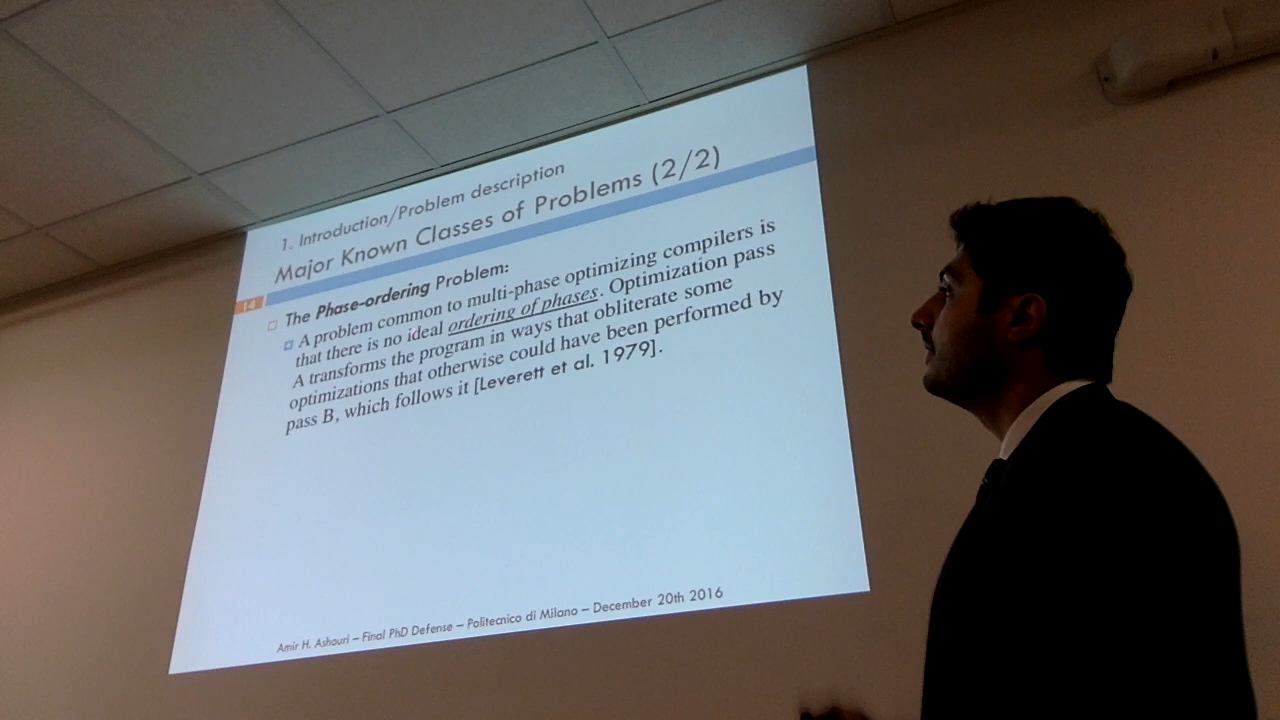 1. Introduction/Problem description
Major Known Classes of Problems (2/2)
14
The Phase-ordering Problem:
A problem common to multi-phase optimizing compilers is
that there is no ideal ordering of phases. Optimization pass
A transforms the program in ways that obliterate some
optimizations that otherwise could have been performed by
pass B, which follows it [Leverett et al. 1979].
Amir H. Ashouri – Final PhD Defense – Politecnico di Milano – December 20th 2016